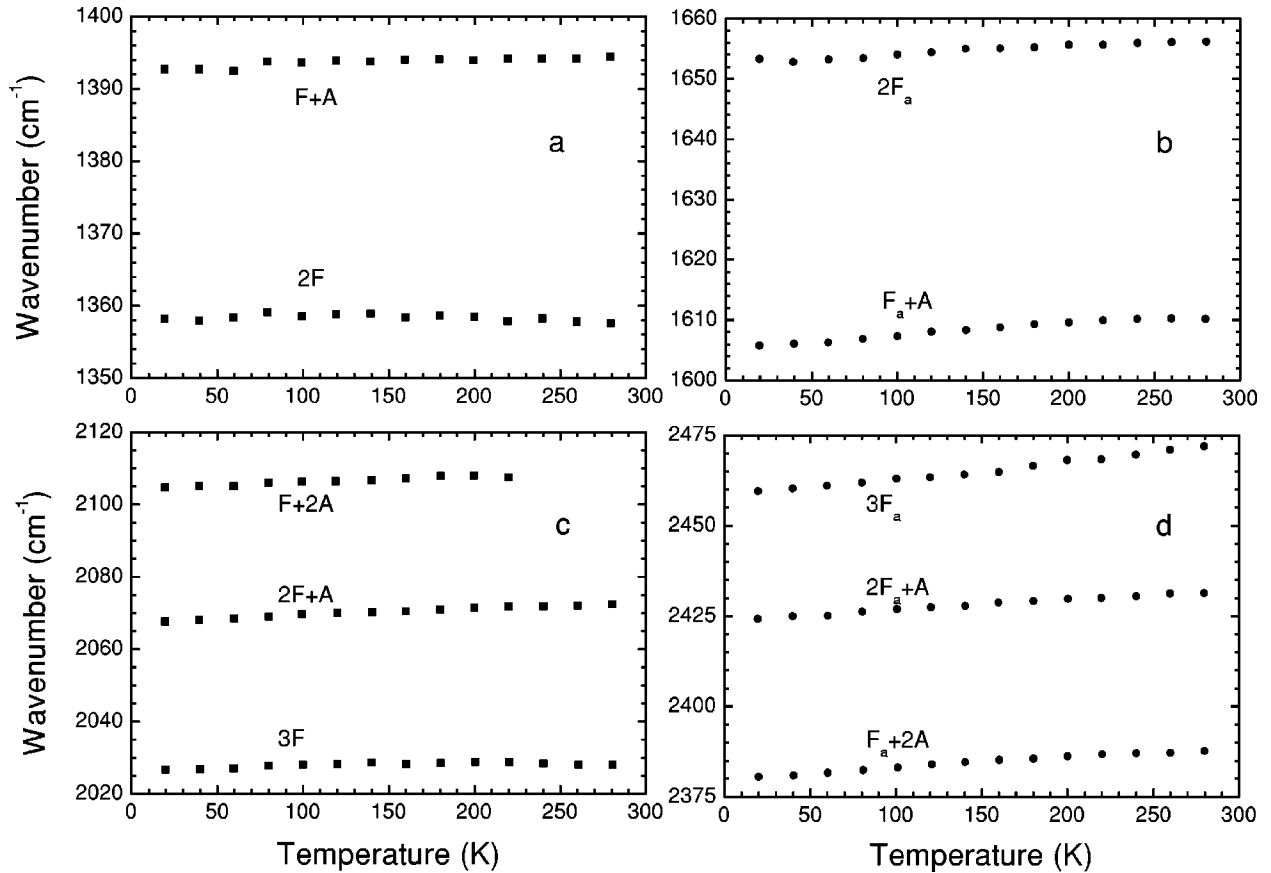 1400
1390
1380
1370
1360
1350
Wavenumber (cm⁻¹)
F+A
2F
a
0 50 100 150 200 250 300
1660
1650
1640
1630
1620
1610
1600
2Fₐ
Fₐ+A
b
0 50 100 150 200 250 300
2120
2100
2080
2060
2040
2020
Wavenumber (cm⁻¹)
F+2A
2F+A
3F
c
0 50 100 150 200 250 300
Temperature (K)
2475
2450
2425
2400
2375
3Fₐ
2Fₐ+A
Fₐ+2A
d
0 50 100 150 200 250 300
Temperature (K)